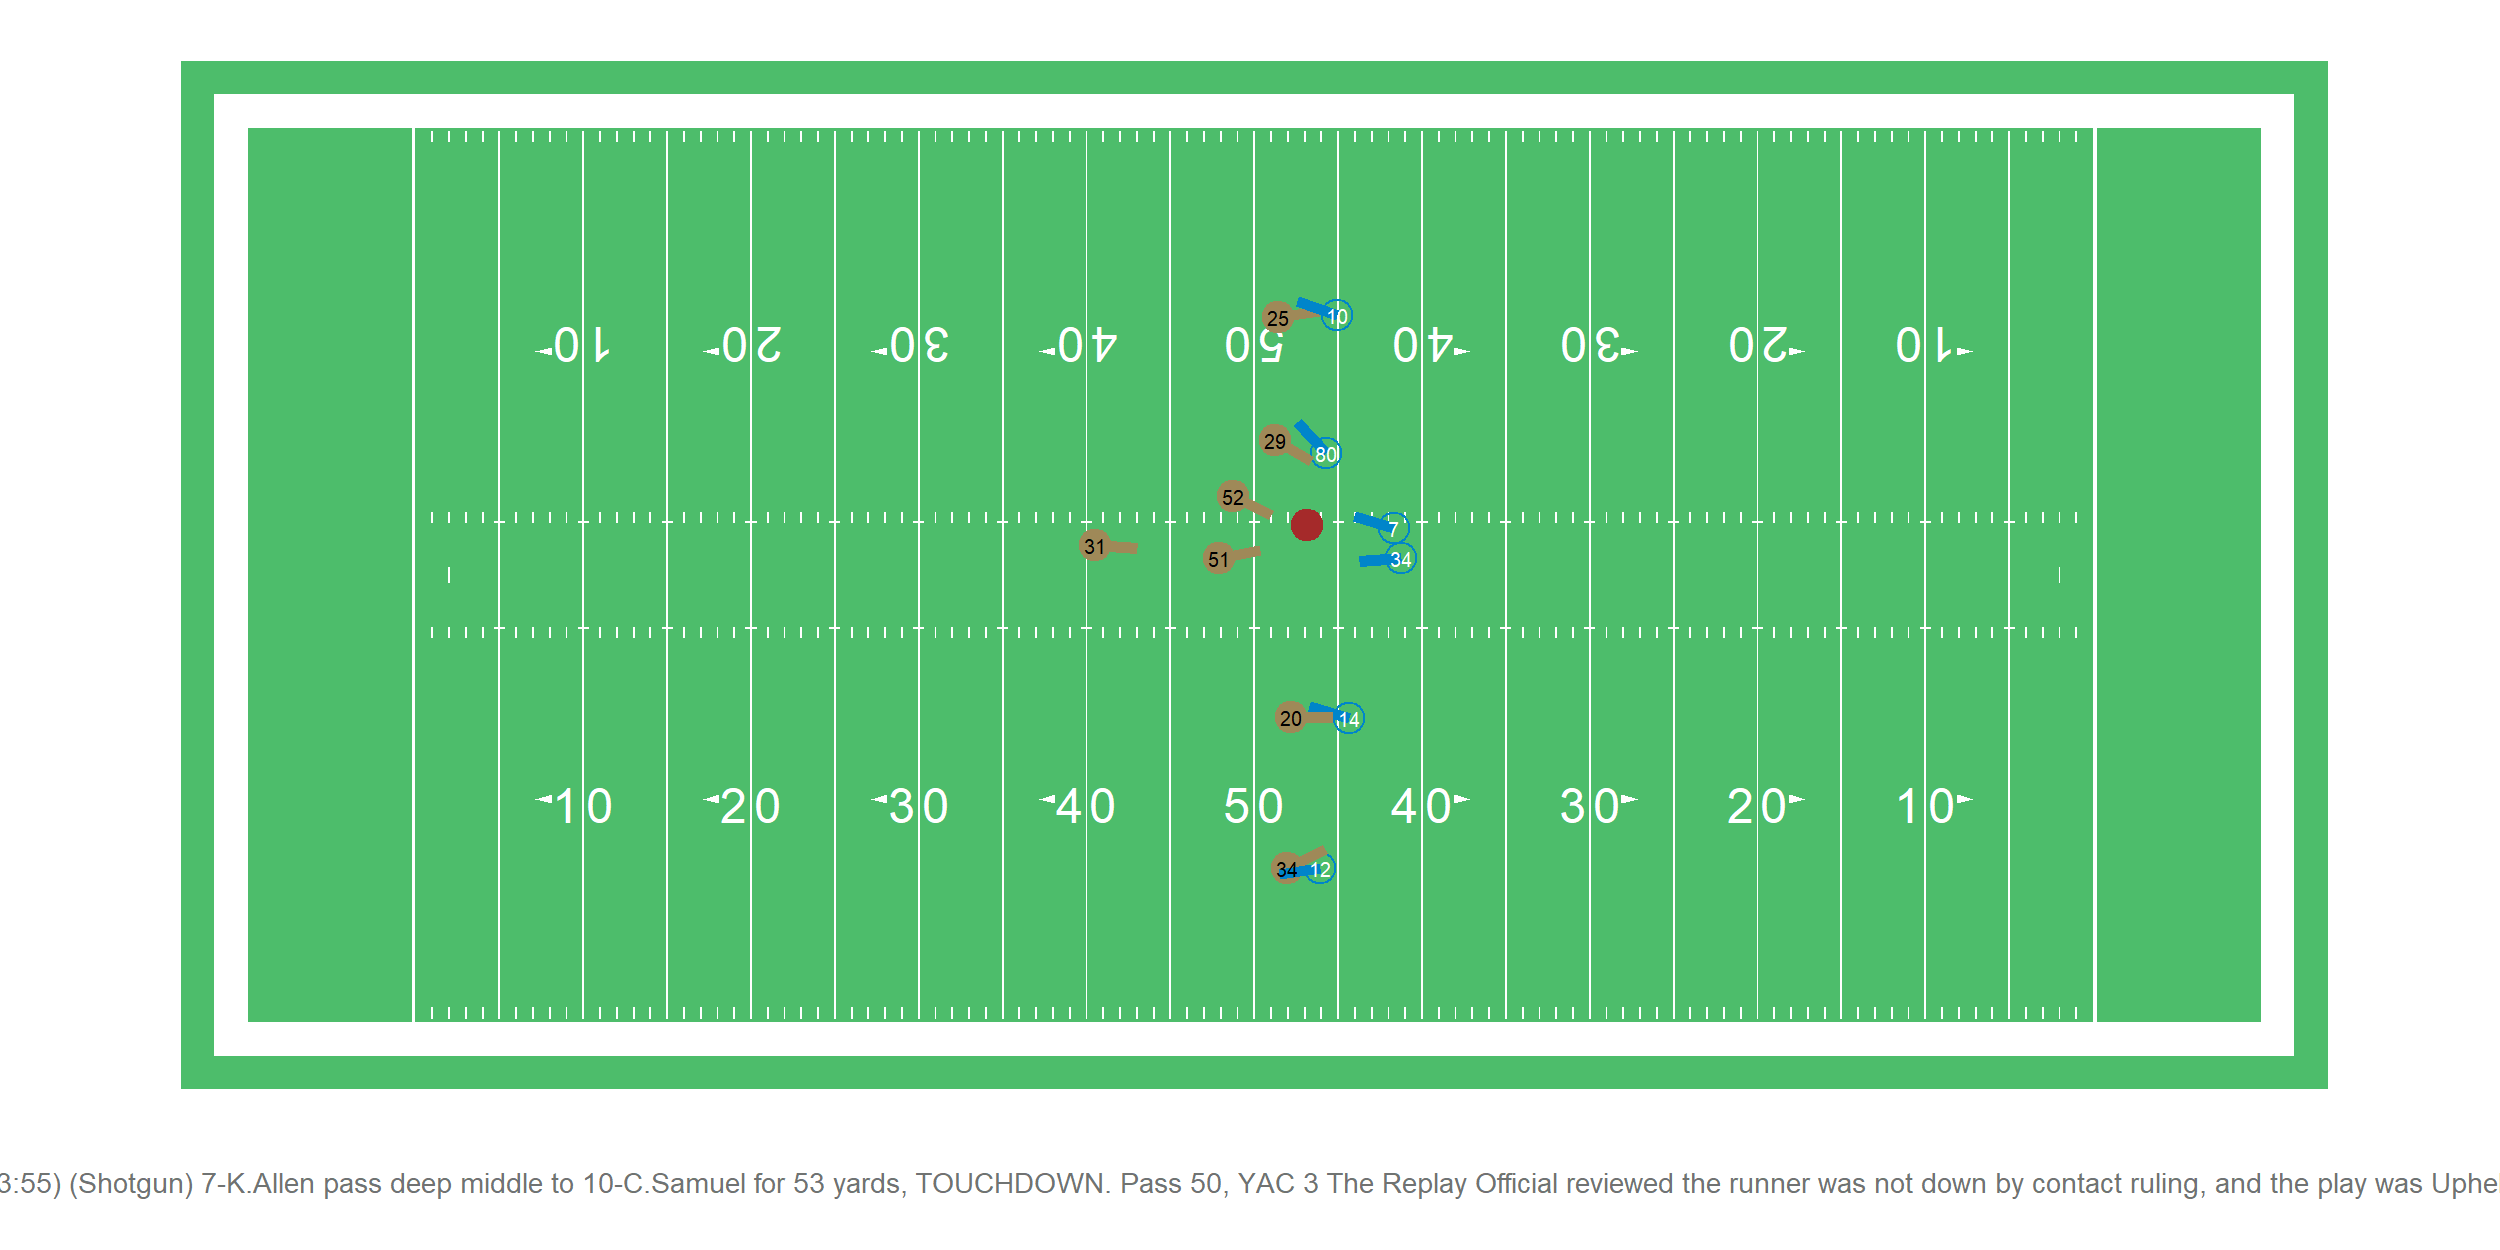 10 20 30 40 50 40 30 20 10
25 10
29 80
52
7
31 51 34
20 14
10 20 30 40 50 40 30 20 10
34 12
3:55) (Shotgun) 7-K.Allen pass deep middle to 10-C.Samuel for 53 yards, TOUCHDOWN. Pass 50, YAC 3 The Replay Official reviewed the runner was not down by contact ruling, and the play was Uphel